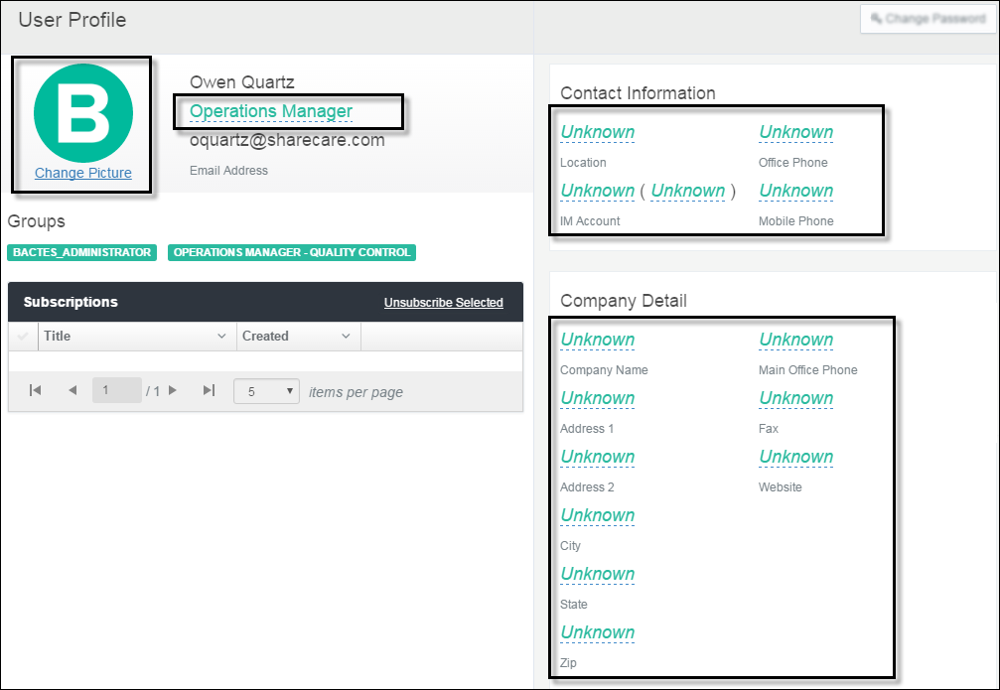 User Profile
Change Password
B
Change Picture
Owen Quartz
Operations Manager
oquartz@sharecare.com
Email Address
Groups
BACTES_ADMINISTRATOR
OPERATIONS MANAGER - QUALITY CONTROL
Subscriptions
Unsubscribe Selected
Title
Created
1 / 1
5
items per page
Contact Information
Unknown Unknown
Location Office Phone
Unknown ( Unknown ) Unknown
IM Account Mobile Phone
Company Detail
Unknown Unknown
Company Name Main Office Phone
Unknown Unknown
Address 1 Fax
Unknown Unknown
Address 2 Website
Unknown
City
Unknown
State
Unknown
Zip